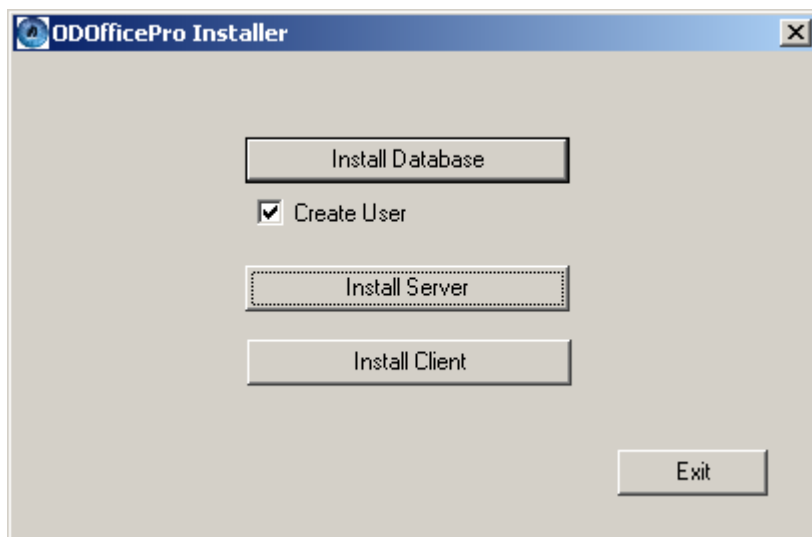 ODOfficePro Installer
Install Database
Create User
Install Server
Install Client
Exit